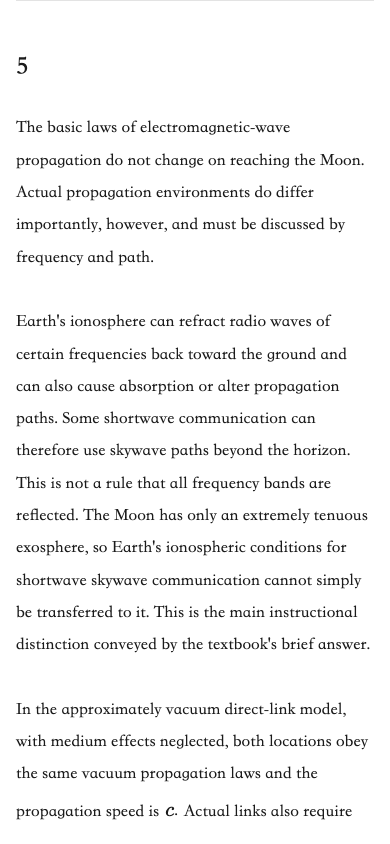 5
The basic laws of electromagnetic-wave
propagation do not change on reaching the Moon.
Actual propagation environments do differ
importantly, however, and must be discussed by
frequency and path.
Earth's ionosphere can refract radio waves of
certain frequencies back toward the ground and
can also cause absorption or alter propagation
paths. Some shortwave communication can
therefore use skywave paths beyond the horizon.
This is not a rule that all frequency bands are
reflected. The Moon has only an extremely tenuous
exosphere, so Earth's ionospheric conditions for
shortwave skywave communication cannot simply
be transferred to it. This is the main instructional
distinction conveyed by the textbook's brief answer.
In the approximately vacuum direct-link model,
with medium effects neglected, both locations obey
the same vacuum propagation laws and the
propagation speed is c. Actual links also require